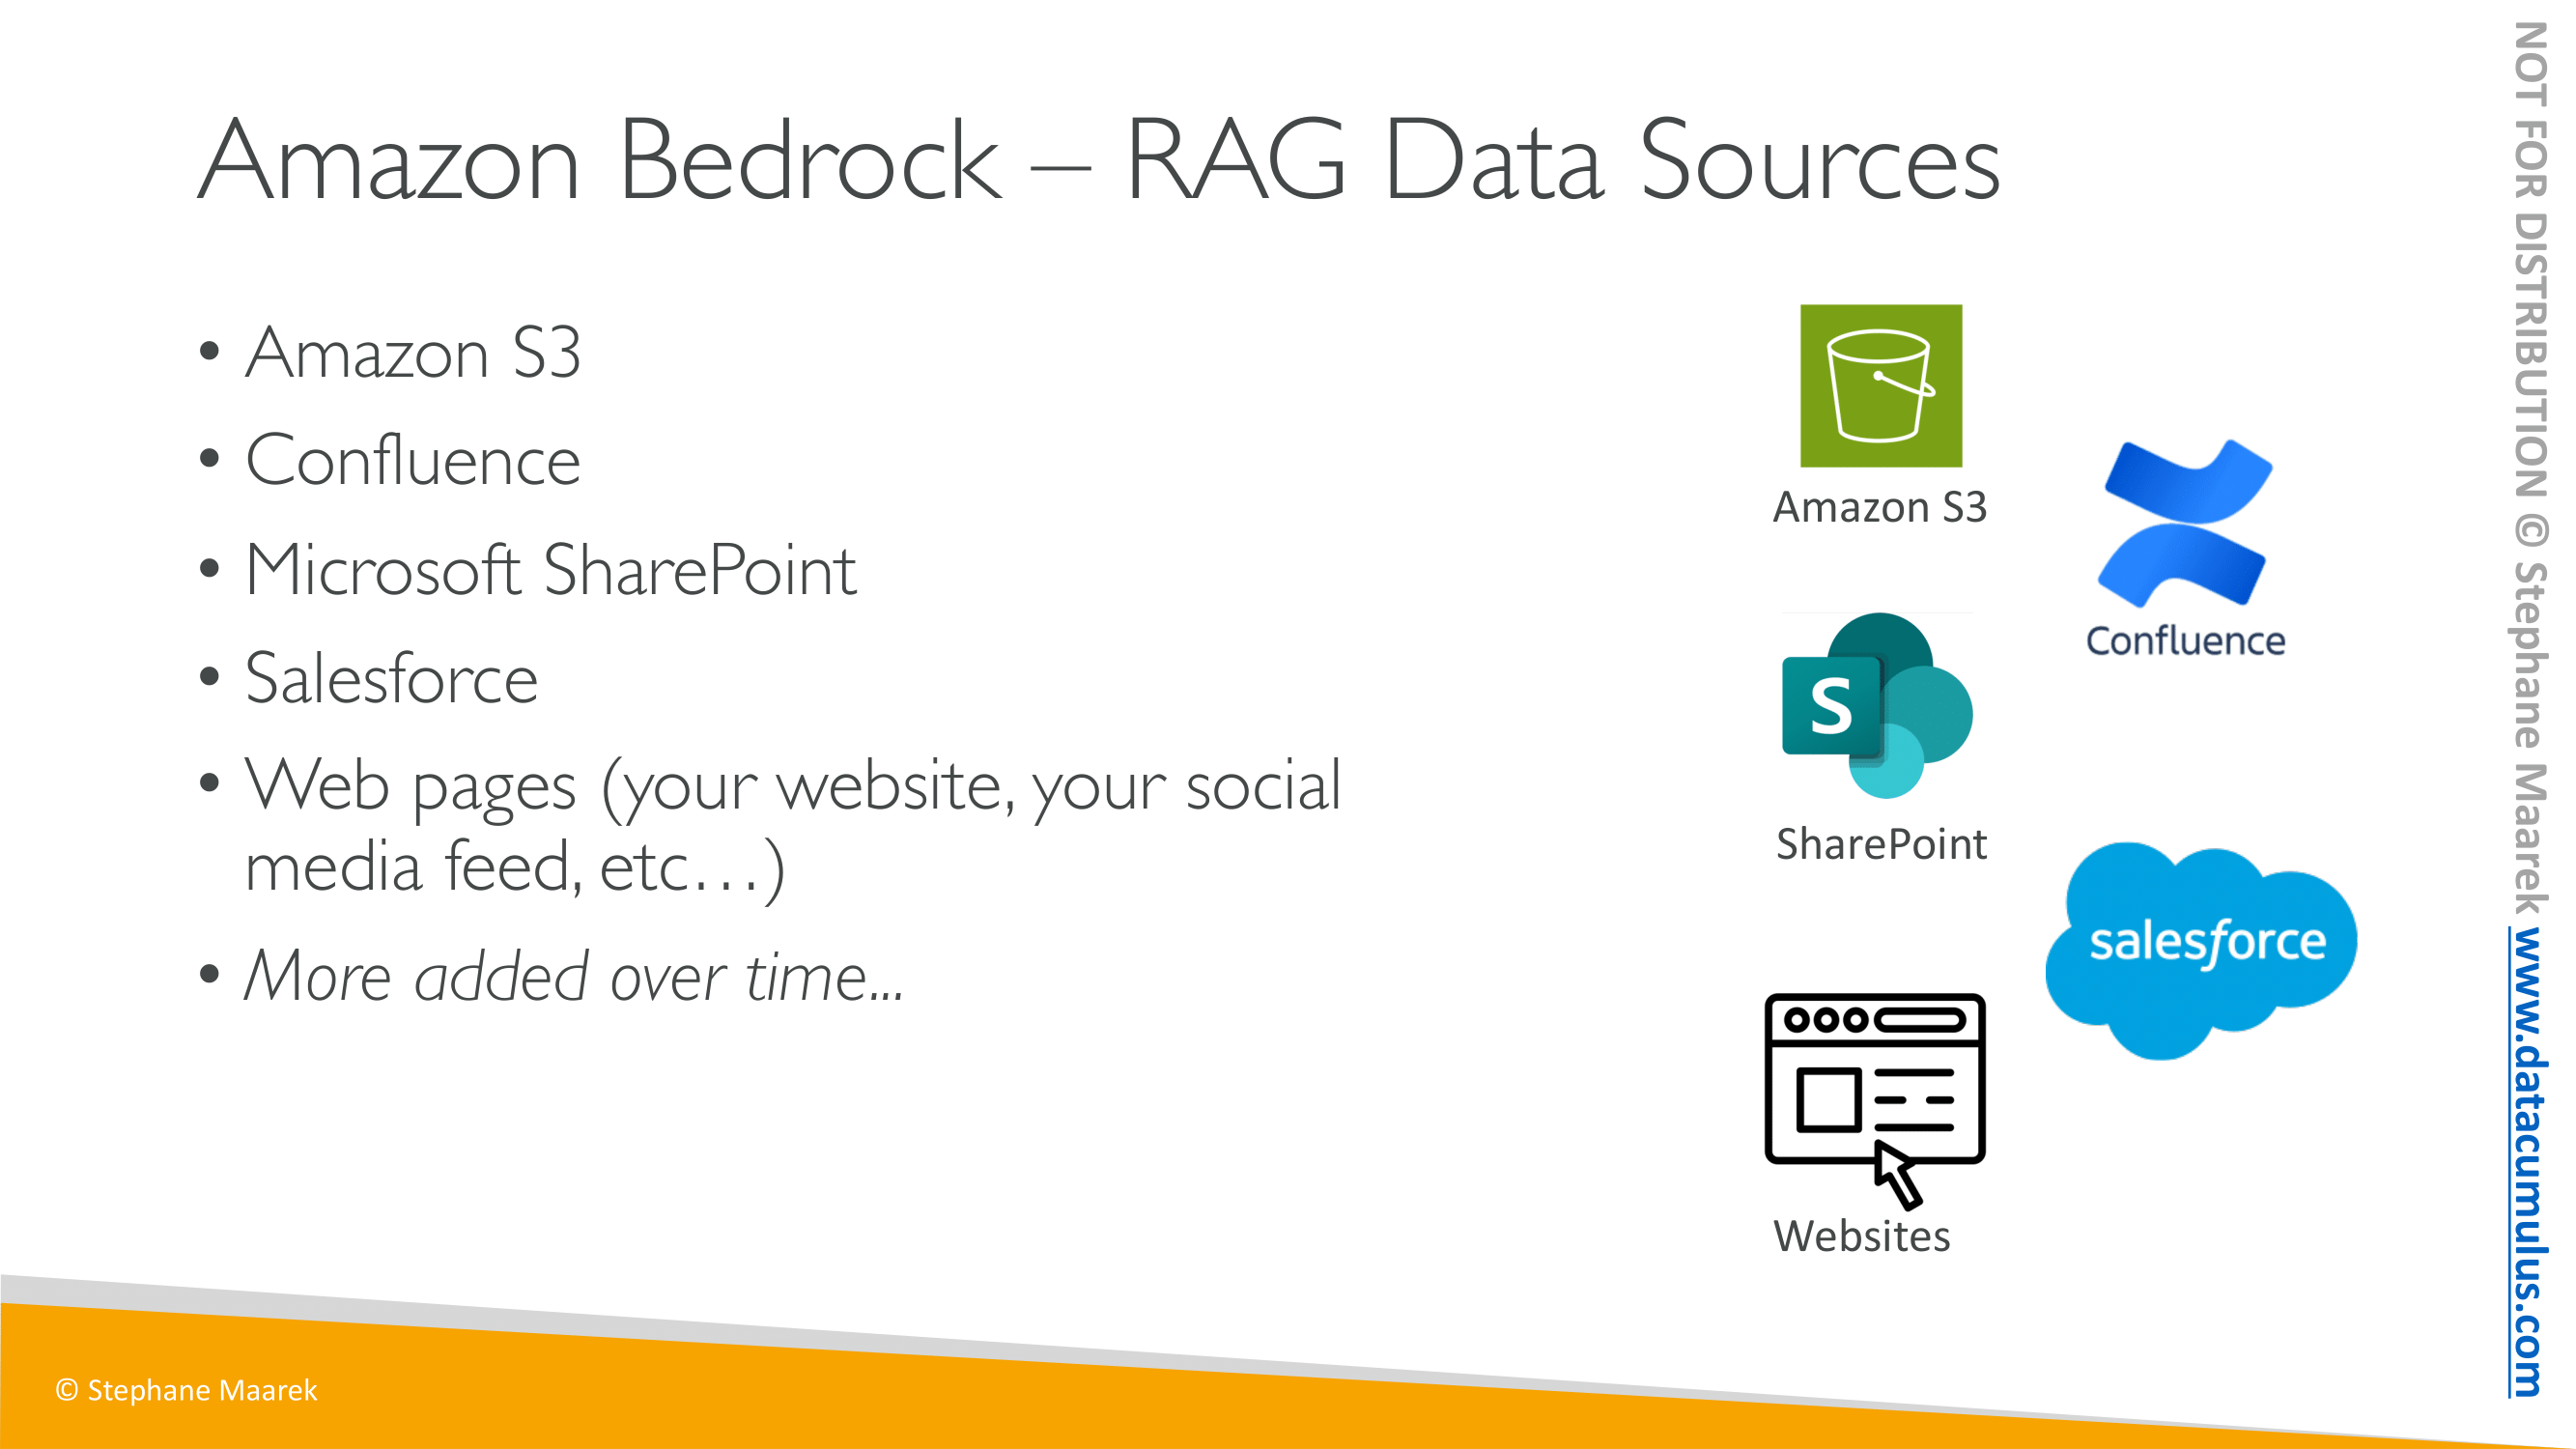 Amazon Bedrock – RAG Data Sources
• Amazon S3
• Confluence
• Microsoft SharePoint
• Salesforce
• Web pages (your website, your social
media feed, etc…)
• More added over time...
Amazon S3
Confluence
S
SharePoint
salesforce
Websites
© Stephane Maarek
NOT FOR DISTRIBUTION © Stephane Maarek www.datacumulus.com